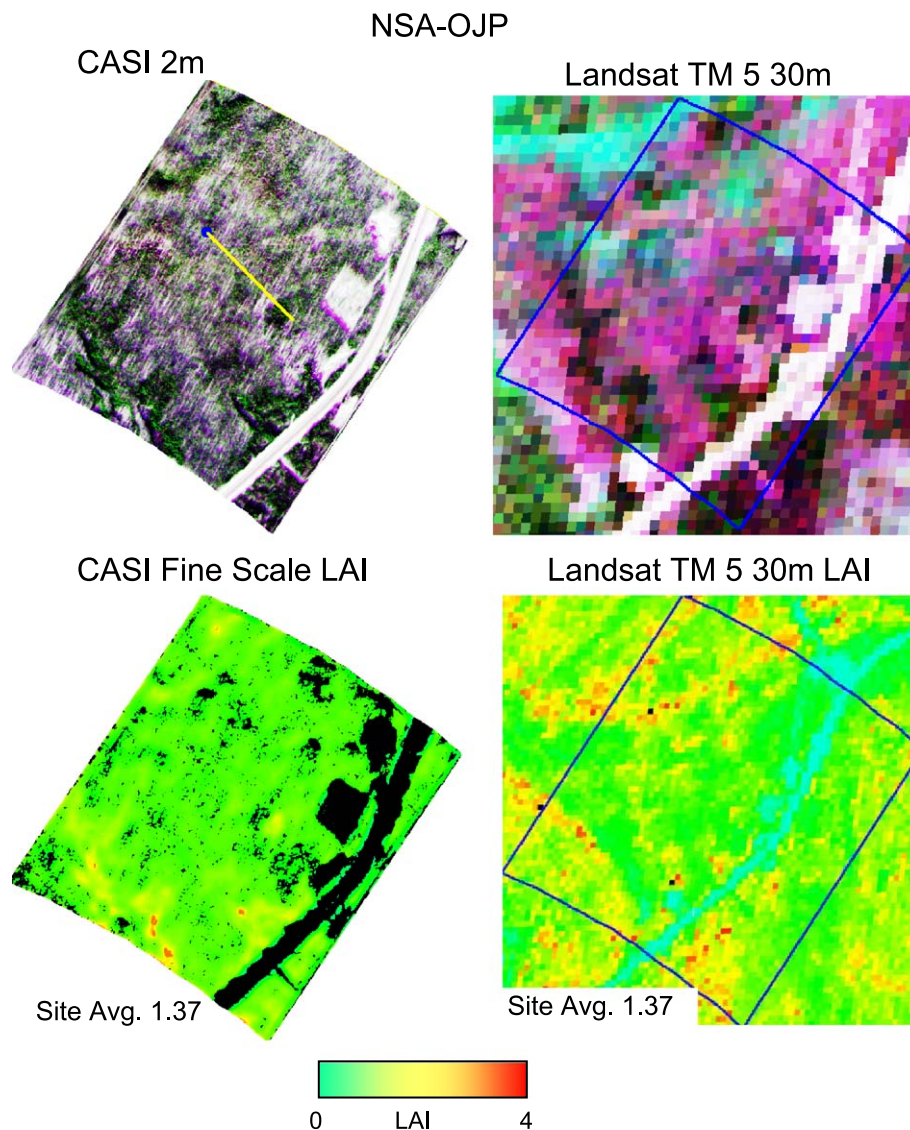 NSA-OJP
CASI 2m
Landsat TM 5 30m
CASI Fine Scale LAI
Landsat TM 5 30m LAI
Site Avg. 1.37
Site Avg. 1.37
0 LAI 4